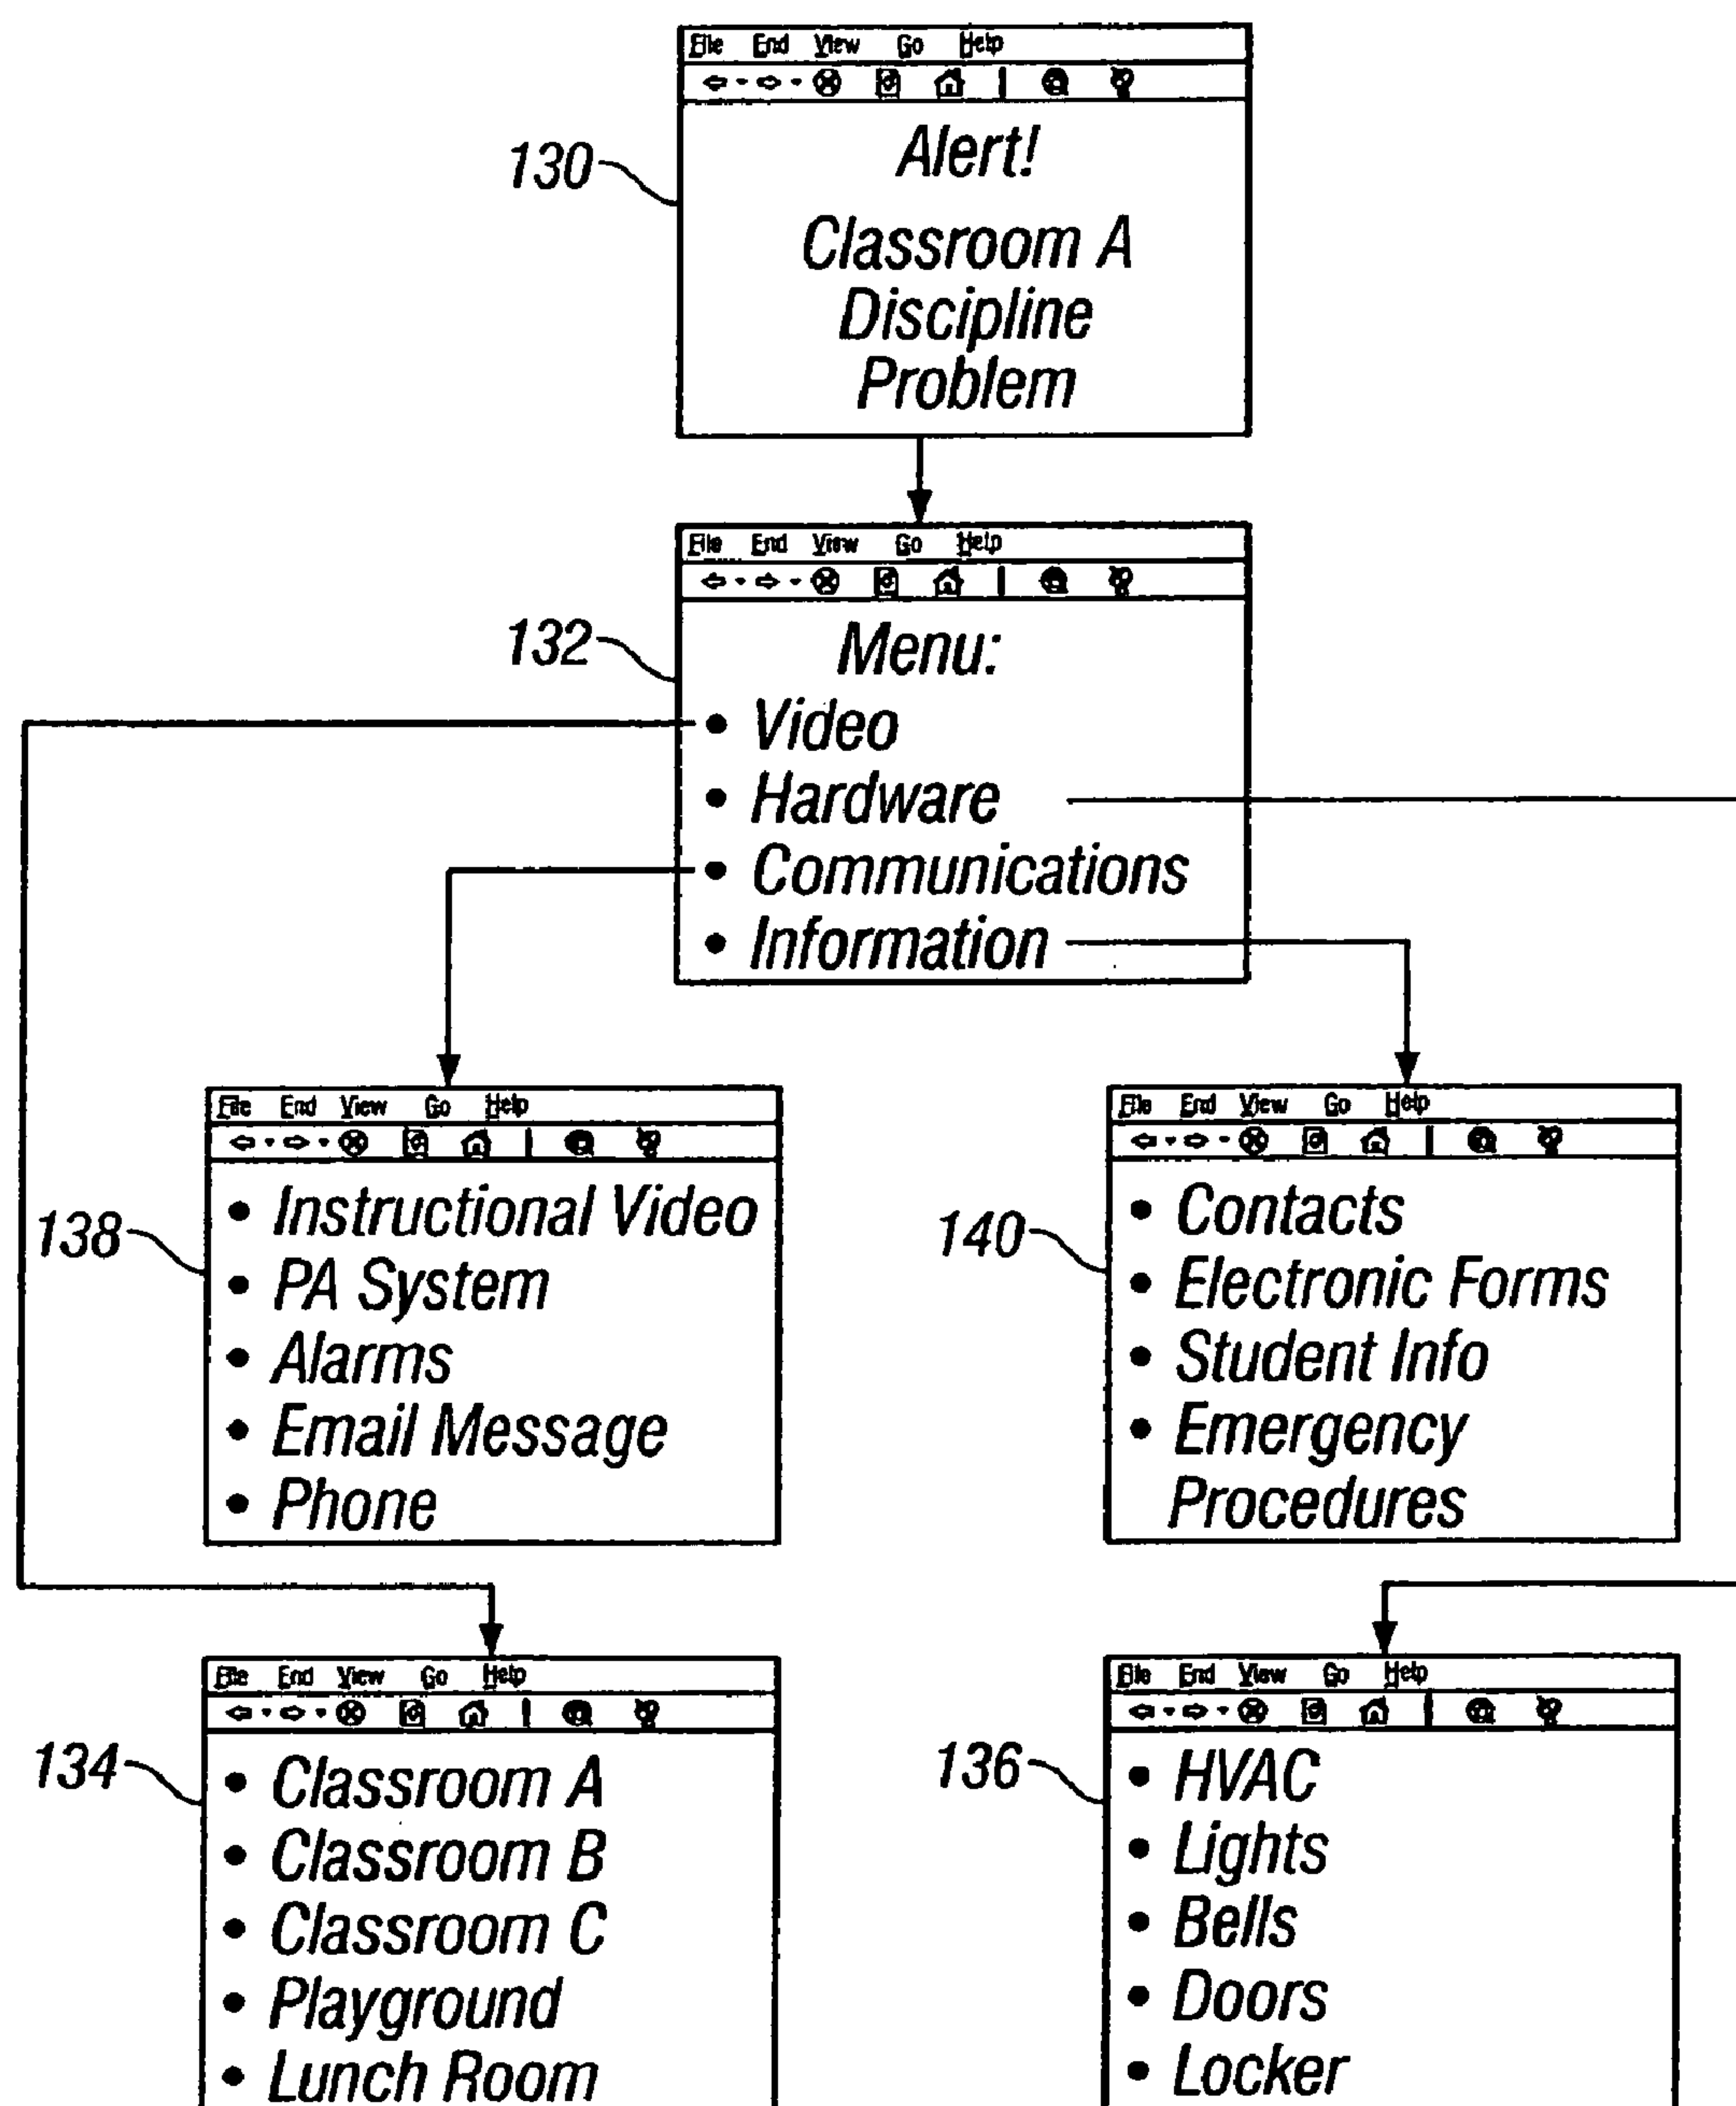 File End View Go Help
130
Alert!
Classroom A
Discipline
Problem
File End View Go Help
132
Menu:
• Video
• Hardware
• Communications
• Information
File End View Go Help
138
• Instructional Video
• PA System
• Alarms
• Email Message
• Phone
File End View Go Help
140
• Contacts
• Electronic Forms
• Student Info
• Emergency
Procedures
File End View Go Help
134
• Classroom A
• Classroom B
• Classroom C
• Playground
• Lunch Room
File End View Go Help
136
• HVAC
• Lights
• Bells
• Doors
• Locker